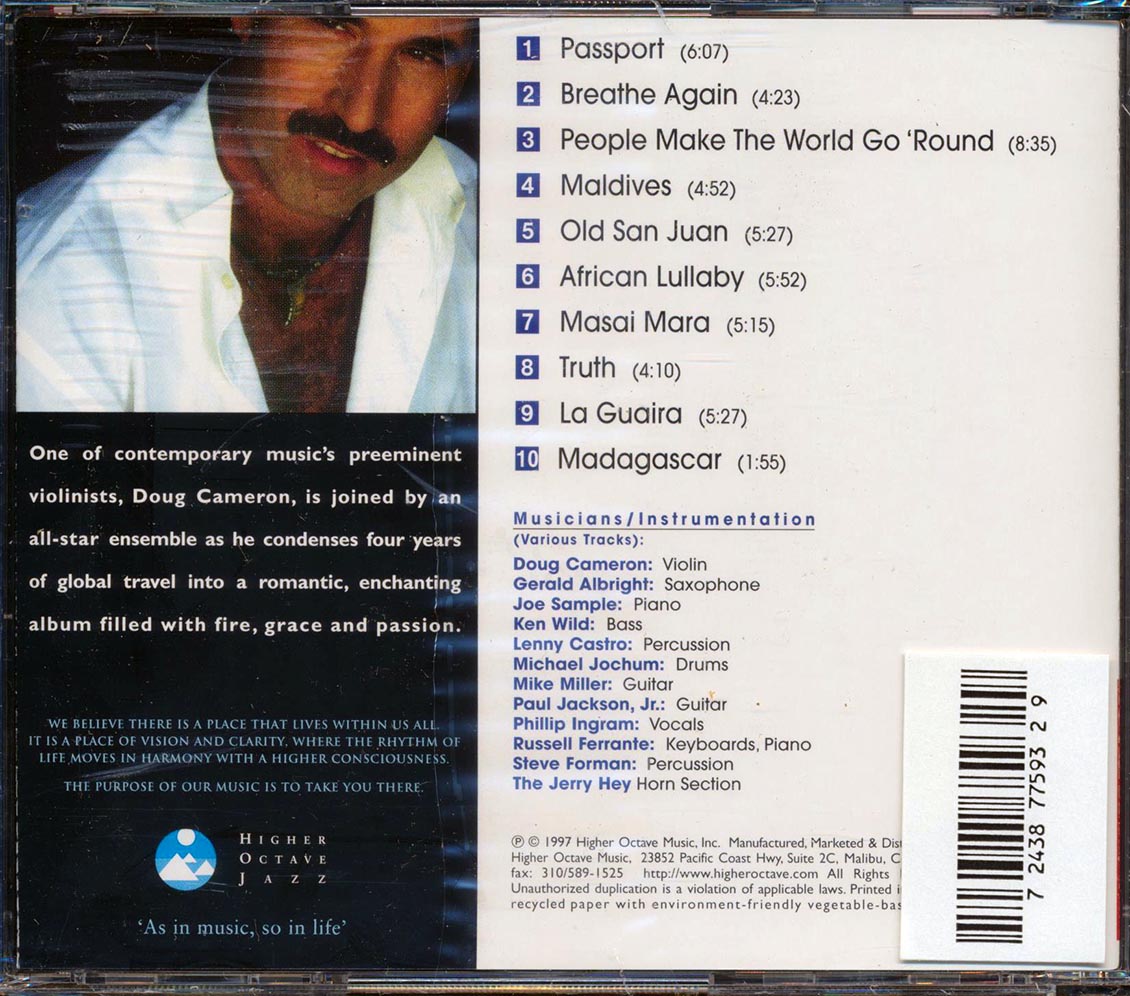 1 Passport (6:07)
2 Breathe Again (4:23)
3 People Make The World Go ‘Round (8:35)
4 Maldives (4:52)
5 Old San Juan (5:27)
6 African Lullaby (5:52)
7 Masai Mara (5:15)
8 Truth (4:10)
9 La Guaira (5:27)
10 Madagascar (1:55)
One of contemporary music’s preeminent
violinists, Doug Cameron, is joined by an
all-star ensemble as he condenses four years
of global travel into a romantic, enchanting
album filled with fire, grace and passion.
WE BELIEVE THERE IS A PLACE THAT LIVES WITHIN US ALL.
IT IS A PLACE OF VISION AND CLARITY, WHERE THE RHYTHM OF
LIFE MOVES IN HARMONY WITH A HIGHER CONSCIOUSNESS.
THE PURPOSE OF OUR MUSIC IS TO TAKE YOU THERE.
HIGHER
OCTAVE
JAZZ
‘As in music, so in life’
Musicians/Instrumentation
(Various Tracks):
Doug Cameron: Violin
Gerald Albright: Saxophone
Joe Sample: Piano
Ken Wild: Bass
Lenny Castro: Percussion
Michael Jochum: Drums
Mike Miller: Guitar
Paul Jackson, Jr.: Guitar
Phillip Ingram: Vocals
Russell Ferrante: Keyboards, Piano
Steve Forman: Percussion
The Jerry Hey Horn Section
℗ © 1997 Higher Octave Music, Inc. Manufactured, Marketed &
Higher Octave Music, 23852 Pacific Coast Hwy, Suite 2C, Malibu,
fax: 310/589-1525 http://www.higheroctave.com All Rights
Unauthorized duplication is a violation of applicable laws. Printed
recycled paper with environment-friendly
7 2438 77593 2 9